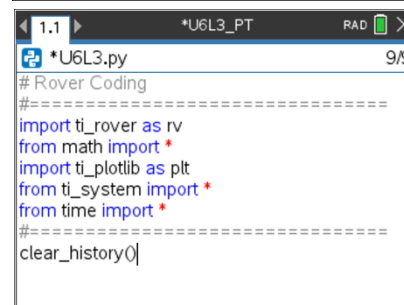 1.1
*U6L3_PT
RAD
*U6L3.py
9/9
# Rover Coding
#================================
import ti_rover as rv
from math import *
import ti_plotlib as plt
from ti_system import *
from time import *
#================================
clear_history()